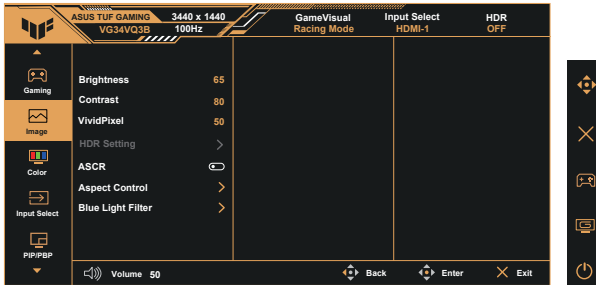 ASUS TUF GAMING 3440 x 1440 GameVisual Input Select HDR
VG34VQ3B 100Hz Racing Mode HDMI-1 OFF
Gaming
Image
Color
Input Select
PIP/PBP
Brightness 65
Contrast 80
VividPixel 50
HDR Setting
ASCR
Aspect Control
Blue Light Filter
Volume 50 Back Enter Exit